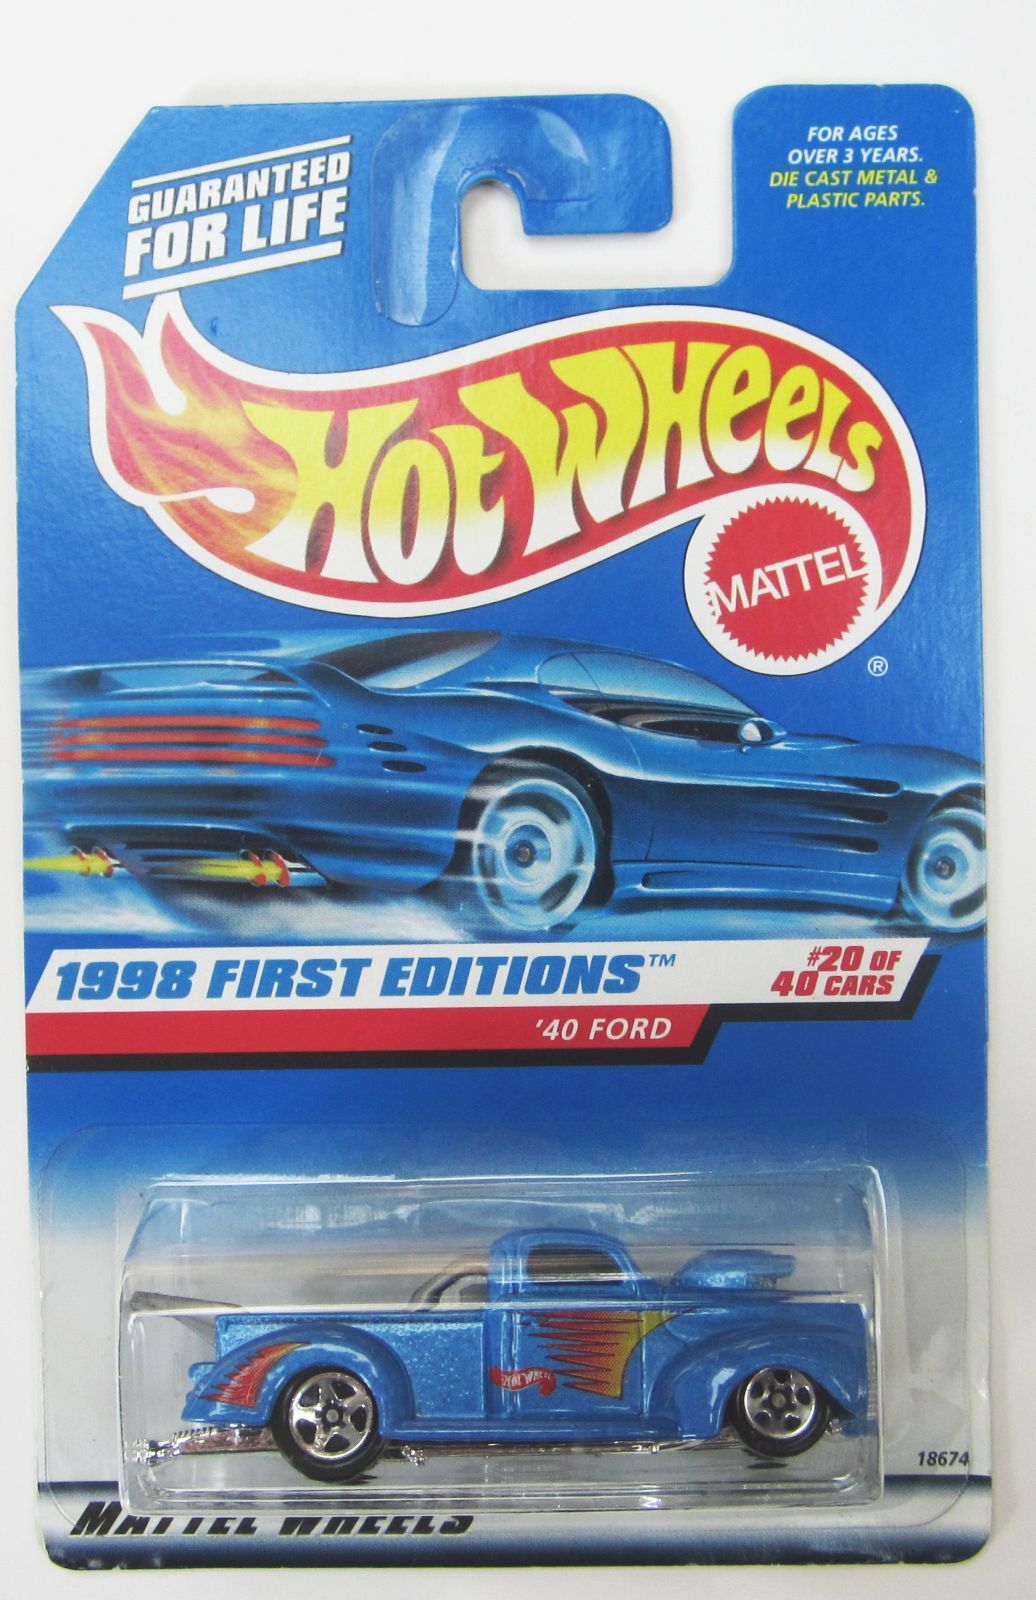 GUARANTEED
FOR LIFE
FOR AGES
OVER 3 YEARS.
DIE CAST METAL &
PLASTIC PARTS.
HOT WHEELS
MATTEL
®
1998 FIRST EDITIONS™
#20 OF
40 CARS
'40 FORD
HOT WHEELS
18674
MATTEL WHEELS